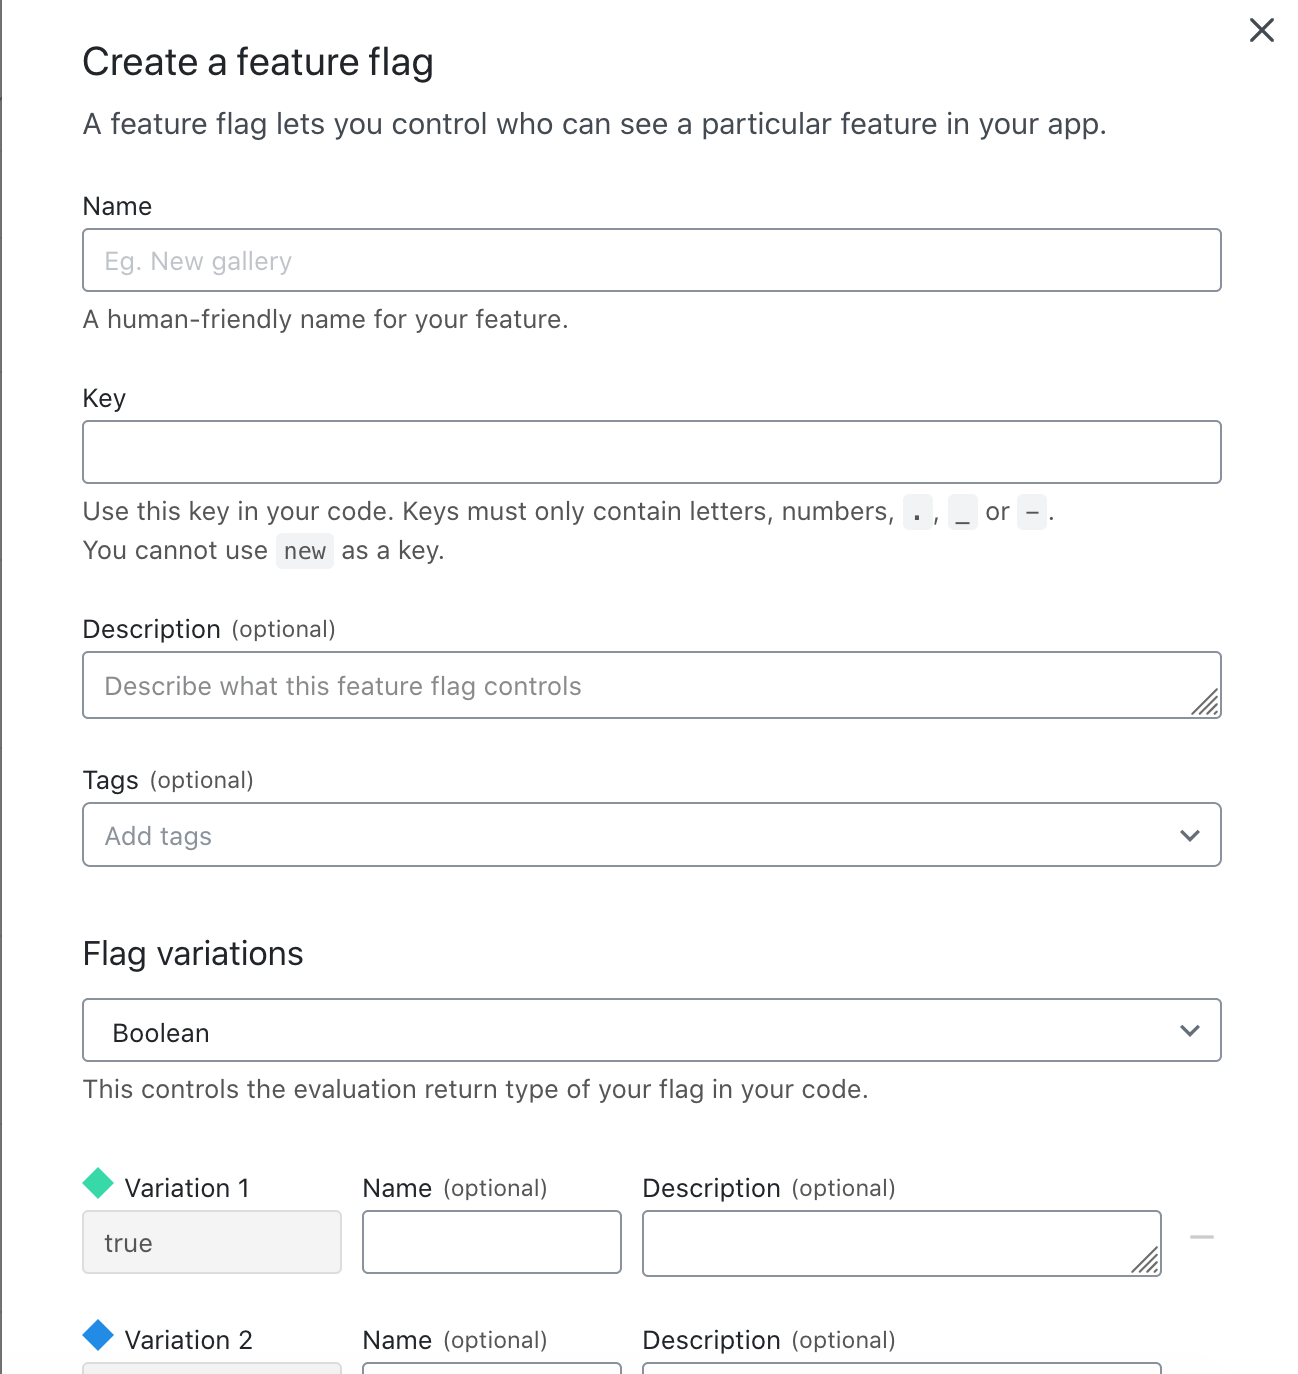 Create a feature flag
A feature flag lets you control who can see a particular feature in your app.
Name
Eg. New gallery
A human-friendly name for your feature.
Key
Use this key in your code. Keys must only contain letters, numbers, . , _ or - .
You cannot use new as a key.
Description (optional)
Describe what this feature flag controls
Tags (optional)
Add tags
Flag variations
Boolean
This controls the evaluation return type of your flag in your code.
Variation 1 Name (optional) Description (optional)
true
Variation 2 Name (optional) Description (optional)